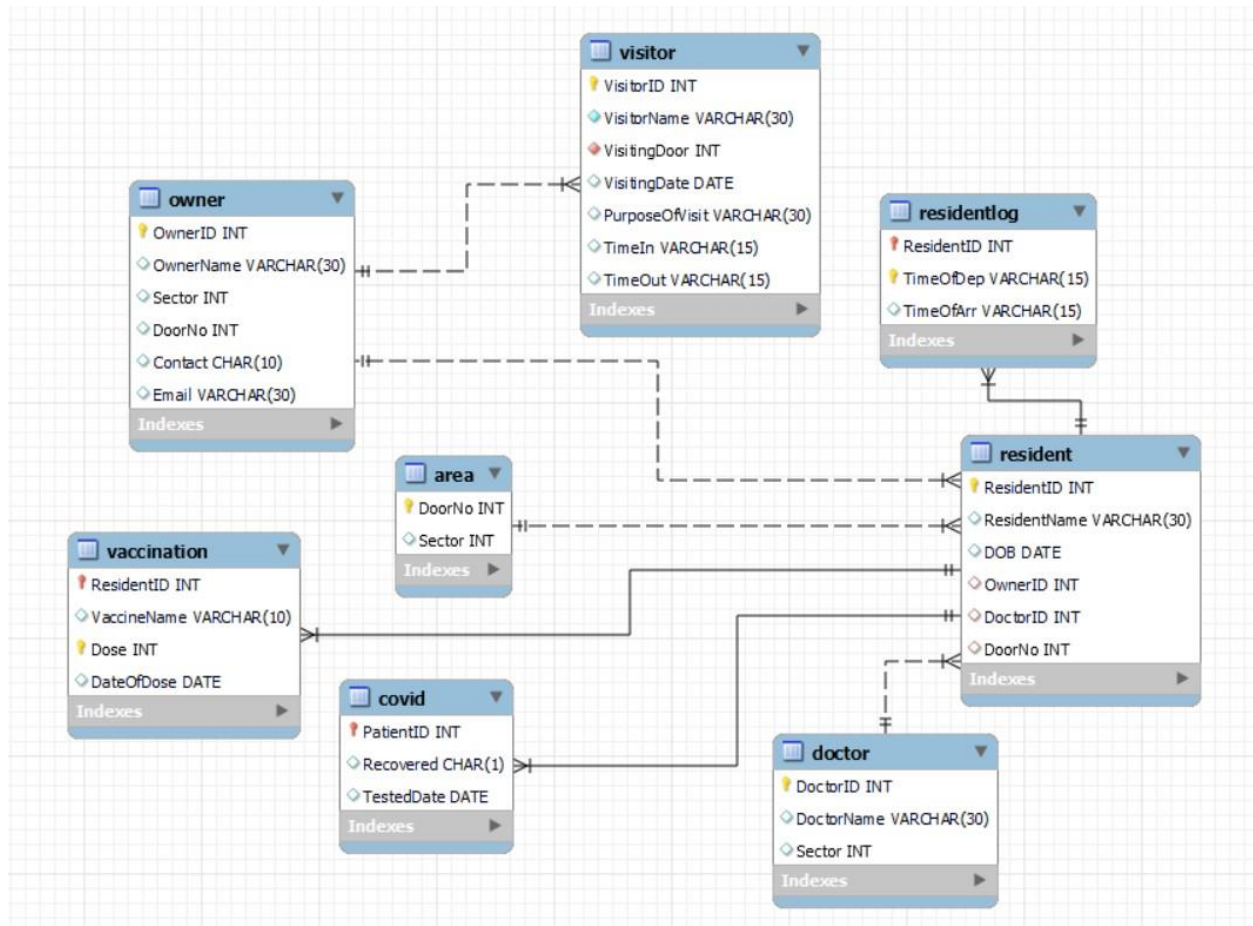 visitor
VisitorID INT
VisitorName VARCHAR(30)
VisitingDoor INT
VisitingDate DATE
PurposeOfVisit VARCHAR(30)
TimeIn VARCHAR(15)
TimeOut VARCHAR(15)
Indexes
owner
OwnerID INT
OwnerName VARCHAR(30)
Sector INT
DoorNo INT
Contact CHAR(10)
Email VARCHAR(30)
Indexes
residentlog
ResidentID INT
TimeOfDep VARCHAR(15)
TimeOfArr VARCHAR(15)
Indexes
area
DoorNo INT
Sector INT
Indexes
resident
ResidentID INT
ResidentName VARCHAR(30)
DOB DATE
OwnerID INT
DoctorID INT
DoorNo INT
Indexes
vaccination
ResidentID INT
VaccineName VARCHAR(10)
Dose INT
DateOfDose DATE
Indexes
covid
PatientID INT
Recovered CHAR(1)
TestedDate DATE
Indexes
doctor
DoctorID INT
DoctorName VARCHAR(30)
Sector INT
Indexes